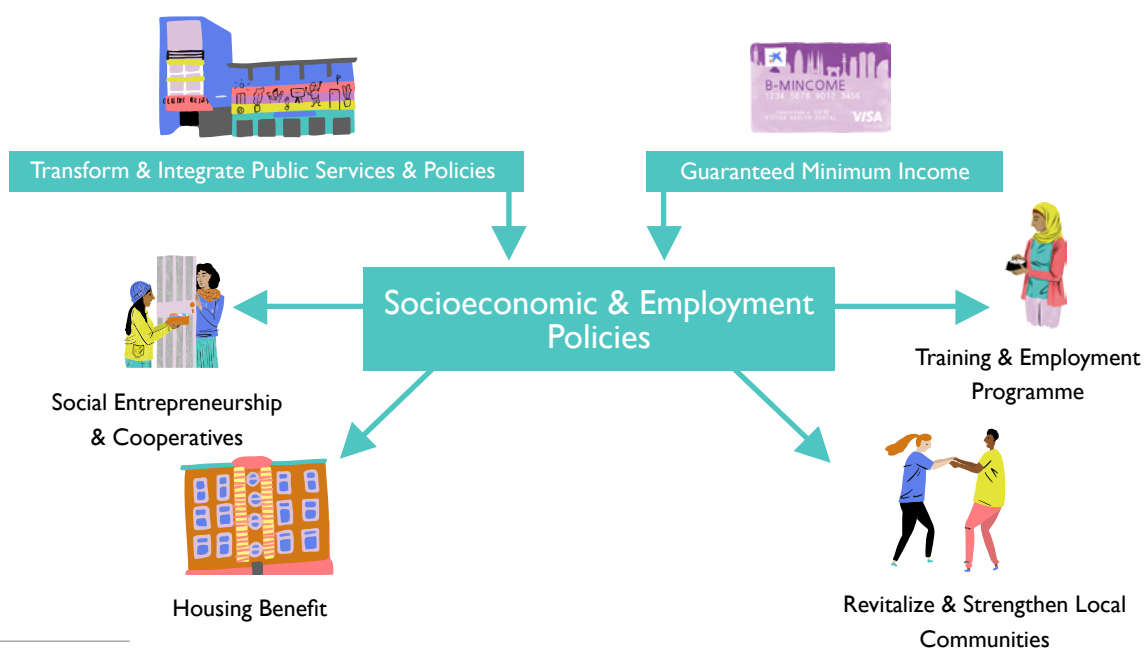 B-MINCOME
VISA
Transform & Integrate Public Services & Policies
Guaranteed Minimum Income
Socioeconomic & Employment
Policies
Training & Employment
Programme
Social Entrepreneurship
& Cooperatives
Housing Benefit
Revitalize & Strengthen Local
Communities